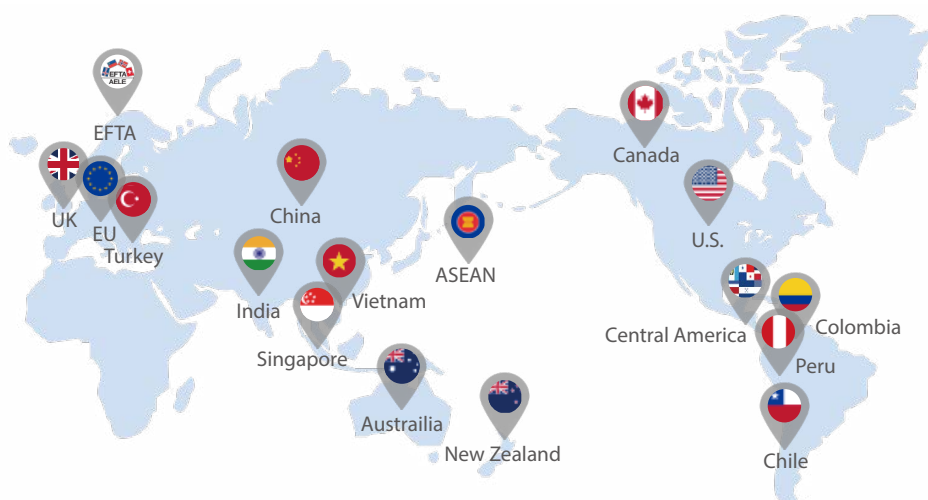 EFTA
AELE
EFTA
UK
EU
Turkey
China
India
Vietnam
Singapore
ASEAN
Austrailia
New Zealand
Canada
U.S.
Central America
Colombia
Peru
Chile